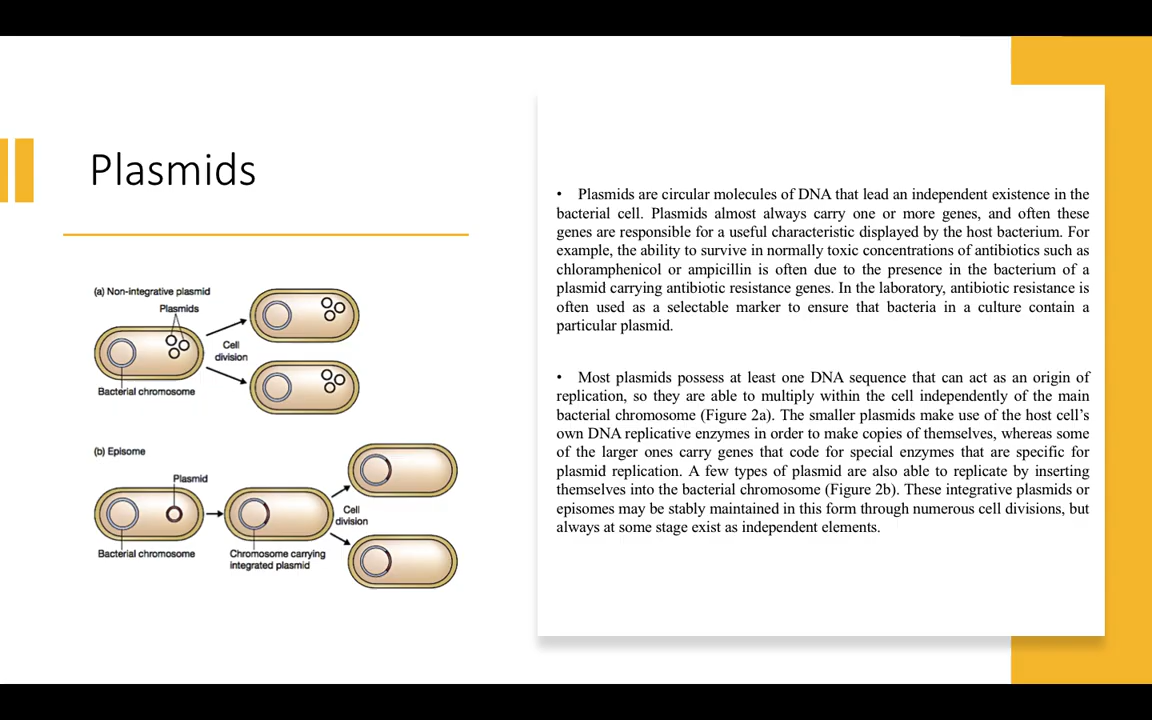 Plasmids
(a) Non-integrative plasmid
Plasmids
Cell
division
Bacterial chromosome
(b) Episome
Plasmid
Cell
division
Bacterial chromosome
Chromosome carrying
integrated plasmid
• Plasmids are circular molecules of DNA that lead an independent existence in the
bacterial cell. Plasmids almost always carry one or more genes, and often these
genes are responsible for a useful characteristic displayed by the host bacterium. For
example, the ability to survive in normally toxic concentrations of antibiotics such as
chloramphenicol or ampicillin is often due to the presence in the bacterium of a
plasmid carrying antibiotic resistance genes. In the laboratory, antibiotic resistance is
often used as a selectable marker to ensure that bacteria in a culture contain a
particular plasmid.
• Most plasmids possess at least one DNA sequence that can act as an origin of
replication, so they are able to multiply within the cell independently of the main
bacterial chromosome (Figure 2a). The smaller plasmids make use of the host cell’s
own DNA replicative enzymes in order to make copies of themselves, whereas some
of the larger ones carry genes that code for special enzymes that are specific for
plasmid replication. A few types of plasmid are also able to replicate by inserting
themselves into the bacterial chromosome (Figure 2b). These integrative plasmids or
episomes may be stably maintained in this form through numerous cell divisions, but
always at some stage exist as independent elements.